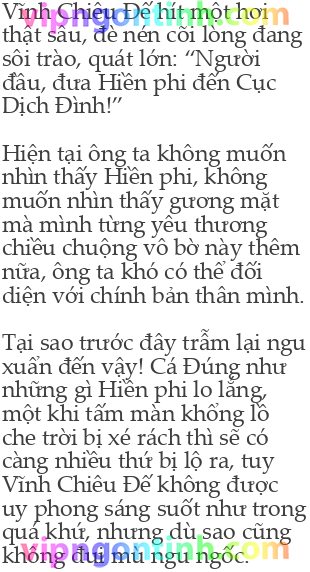 vipngontinh.com
Vĩnh Chiêu Đế hít một hơi
thật sâu, đè nén cõi lòng đang
sôi trào, quát lớn: “Người
đâu, đưa Hiền phi đến Cục
Dịch Đình!”
Hiện tại ông ta không muốn
nhìn thấy Hiền phi, không
muốn nhìn thấy gương mặt
mà mình từng yêu thương
chiều chuộng vô bờ này thêm
nữa, ông ta khó có thể đối
diện với chính bản thân mình.
Tại sao trước đây trẫm lại ngu
xuẩn đến vậy! Cá Đúng như
những gì Hiền phi lo lắng,
một khi tấm màn khổng lồ
che trời bị xé rách thì sẽ có
càng nhiều thứ bị lộ ra, tuy
Vĩnh Chiêu Đế không được
uy phong sáng suốt như trong
quá khứ, nhưng dù sao cũng
không đui mù ngu ngốc.
vipngontinh.com